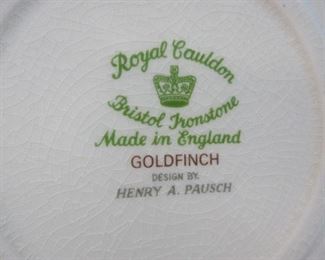 Royal Cauldon
Bristol Ironstone
Made in England
GOLDFINCH
DESIGN BY.
HENRY A. PAUSCH